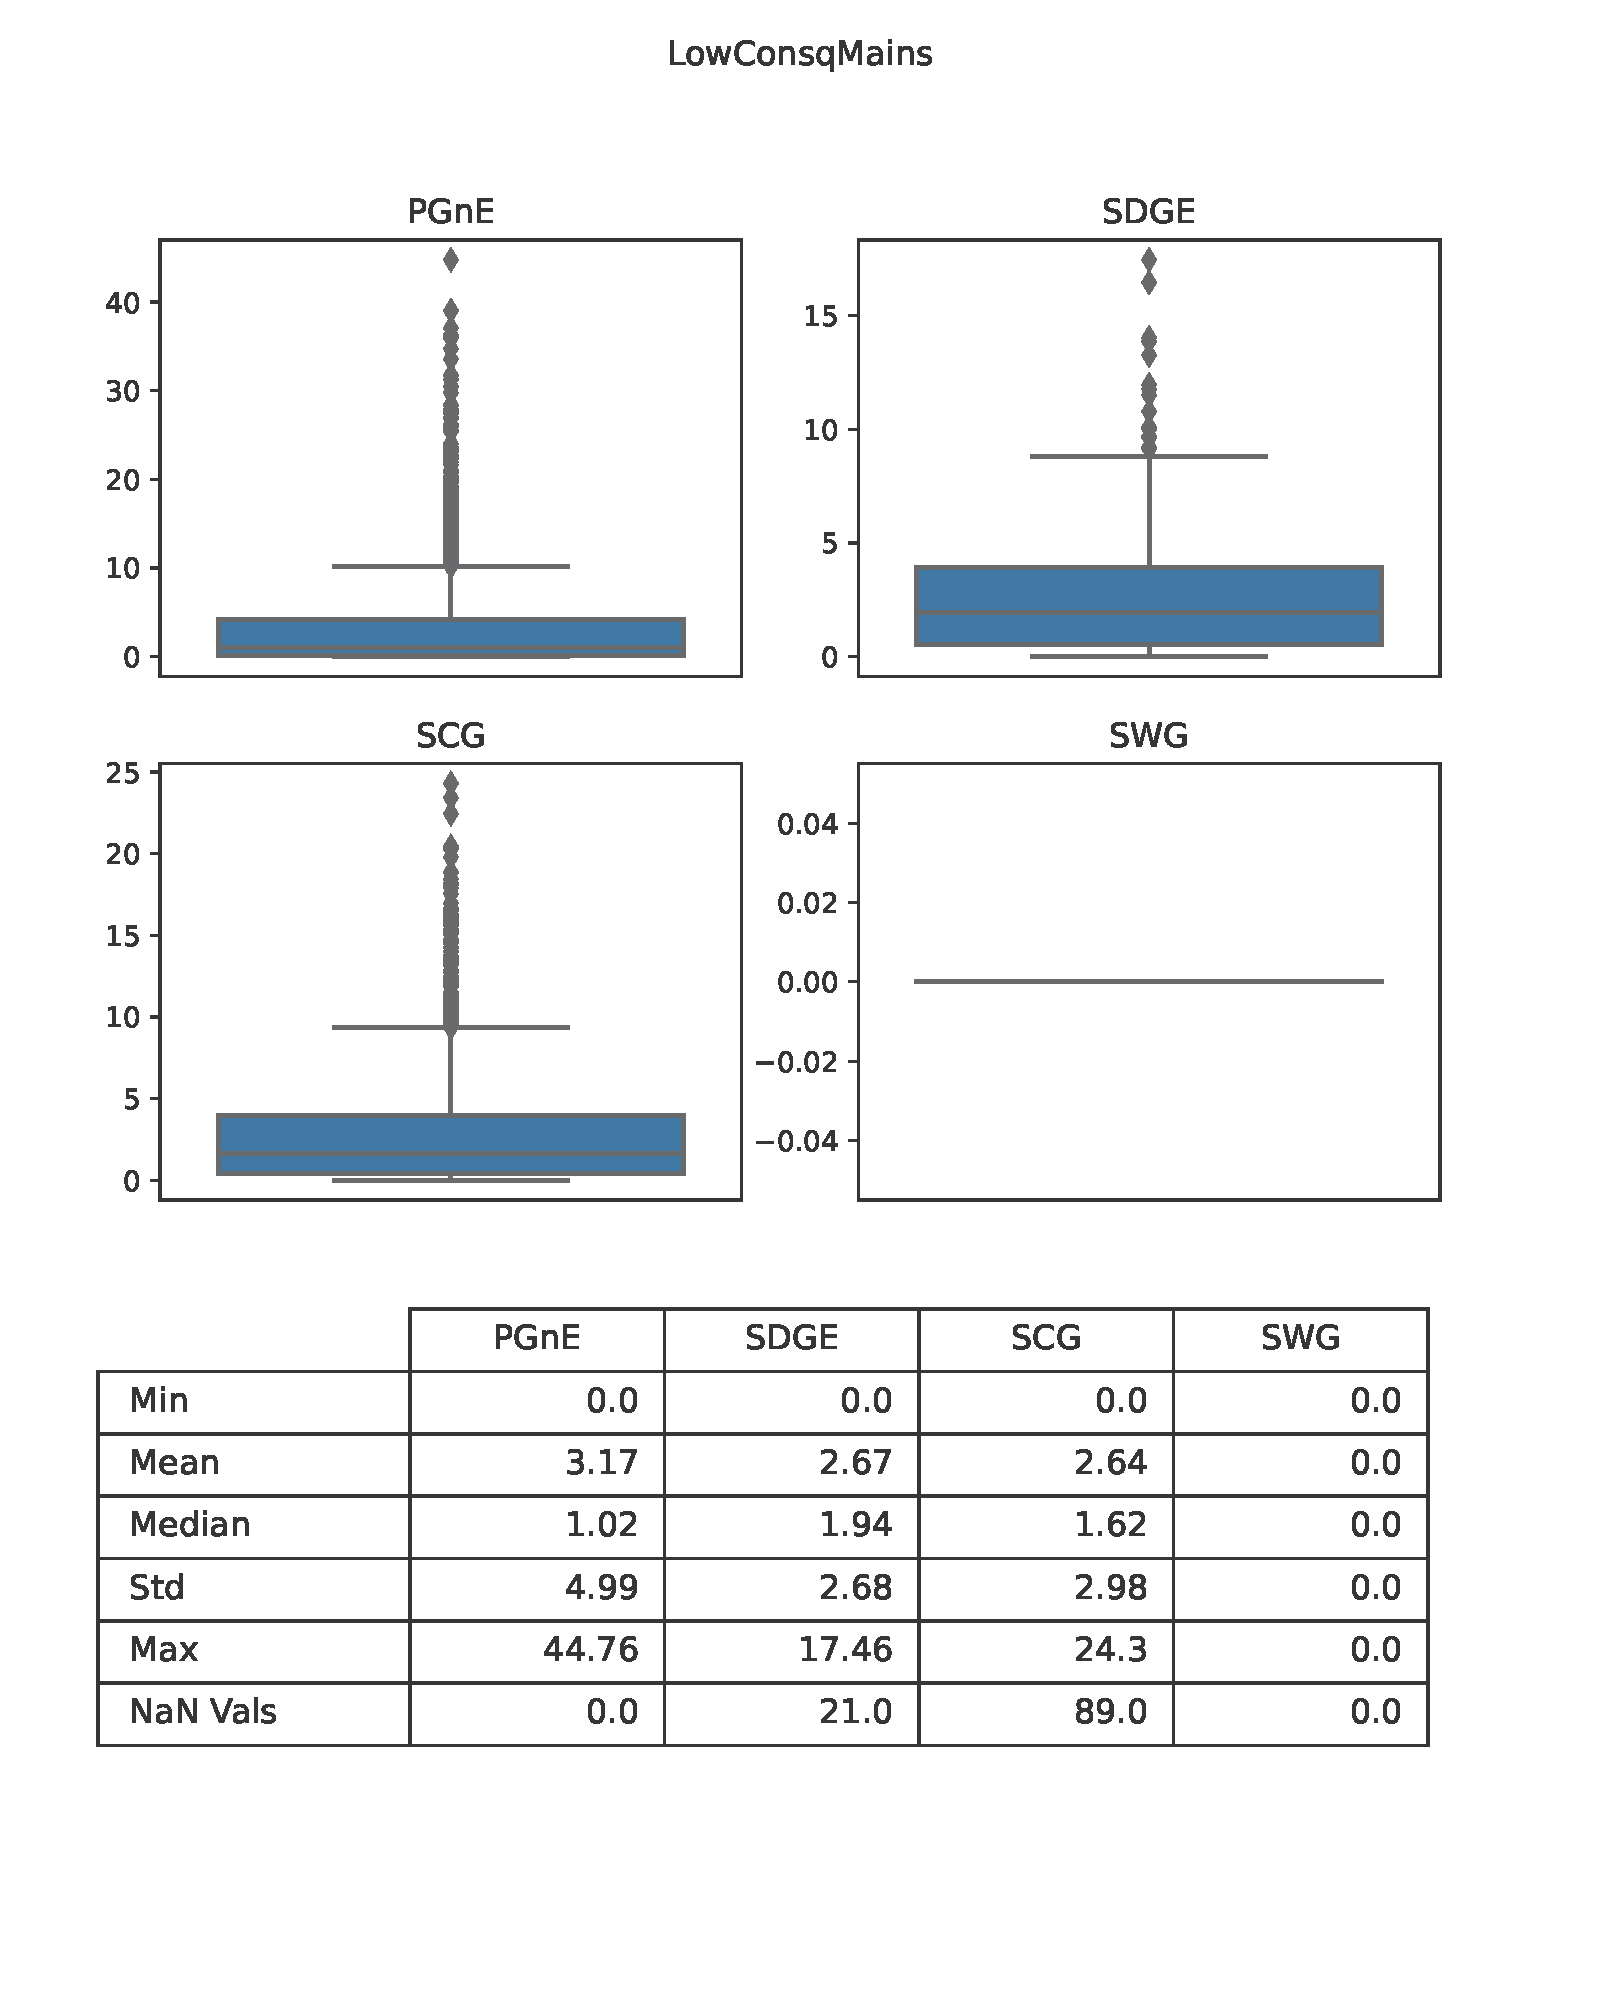 LowConsqMains
PGnE
40
30
20
10
0
SDGE
15
10
5
0
SCG
25
20
15
10
5
0
SWG
0.04
0.02
0.00
−0.02
−0.04
PGnE SDGE SCG SWG
Min 0.0 0.0 0.0 0.0
Mean 3.17 2.67 2.64 0.0
Median 1.02 1.94 1.62 0.0
Std 4.99 2.68 2.98 0.0
Max 44.76 17.46 24.3 0.0
NaN Vals 0.0 21.0 89.0 0.0